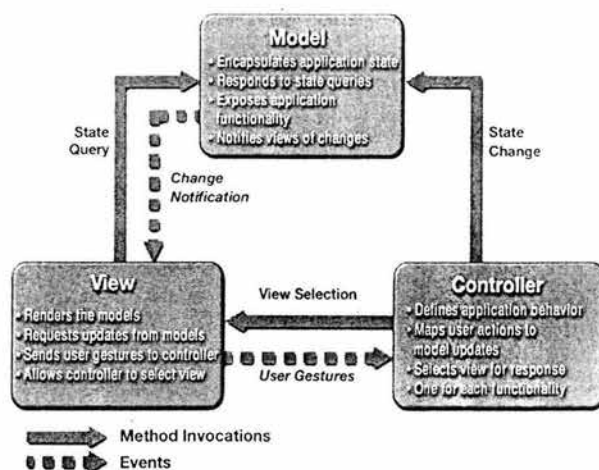 Model
• Encapsulates application state
• Responds to state queries
• Exposes application
functionality
• Notifies views of changes
State
Query
Change
Notification
State
Change
View
• Renders the models
• Requests updates from models
• Sends user gestures to controller
• Allows controller to select view
View Selection
User Gestures
Controller
• Defines application behavior
• Maps user actions to
model updates
• Selects view for response
• One for each functionality
Method Invocations
Events